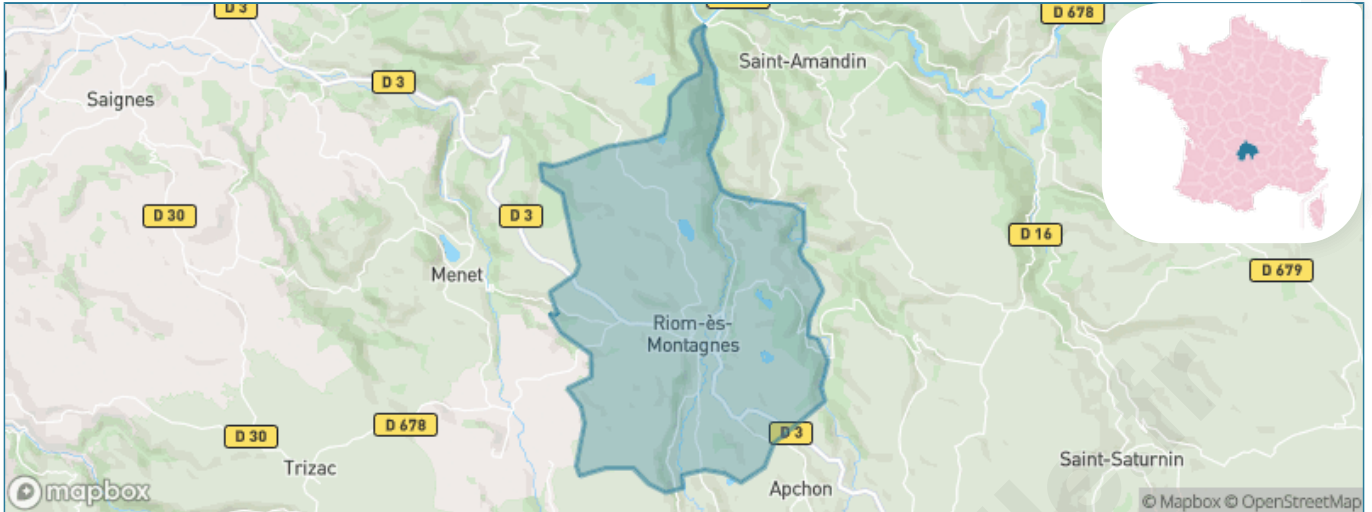 D 3
D 678
Saint-Amandin
D 3
Saignes
D 30
D 3
D 16
Menet
D 679
Riom-ès-
Montagnes
D 678
D 30
D 3
Trizac
Saint-Saturnin
Apchon
mapbox
© Mapbox © OpenStreetMap